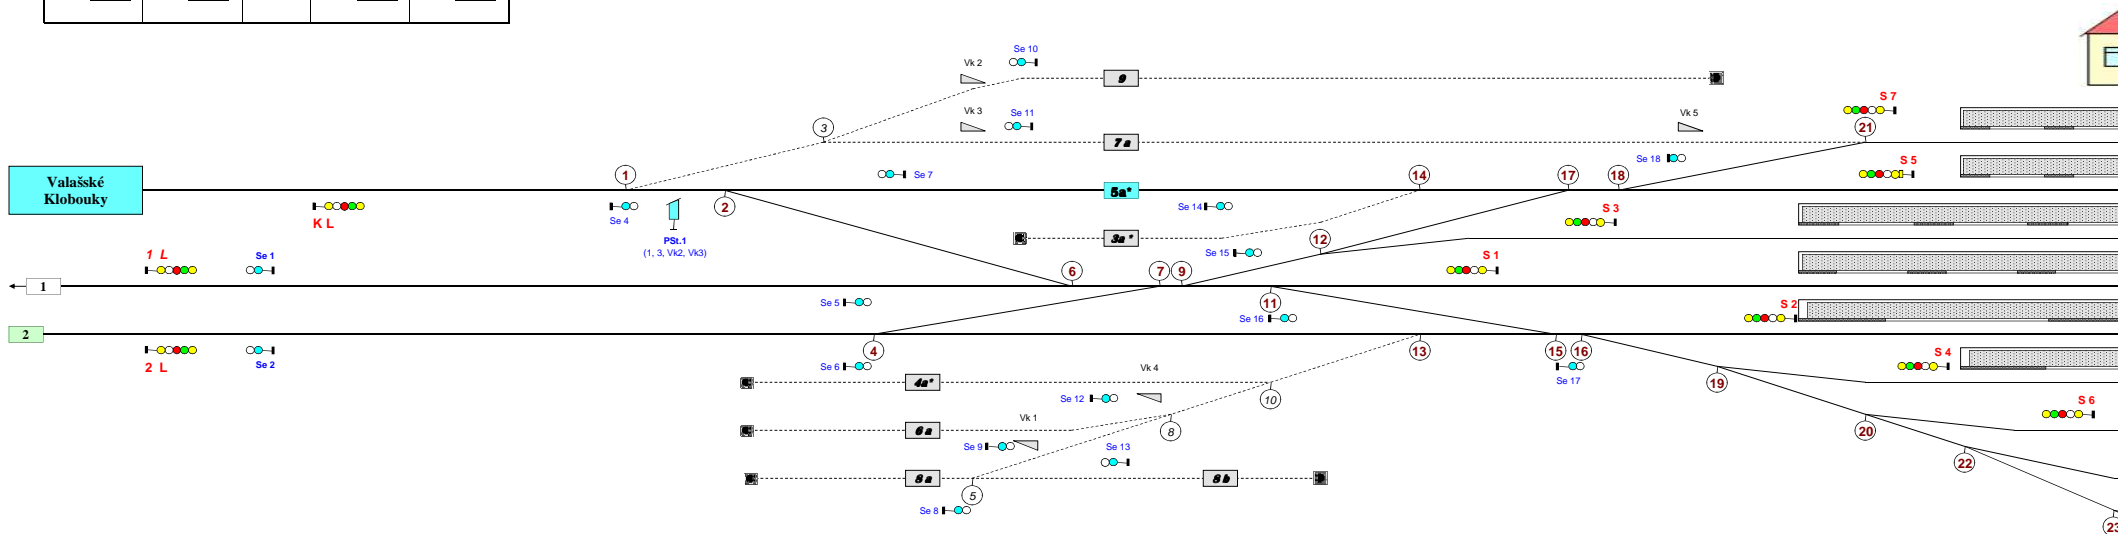 Se 10
Vk 2
9
S 7
Vk 3
Se 11
Vk 5
3
7a
21
Se 18
S 5
Valašské
Klobouky
1
Se 7
5a*
14
17
18
K L
Se 4
2
Se 14
S 3
PSt.1
(1, 3, Vk2, Vk3)
3a *
12
1 L
Se 1
Se 15
S 1
1
6
7
9
Se 5
11
Se 16
S 2
2
4
13
15
16
2 L
Se 2
Se 6
Vk 4
Se 17
S 4
4a*
19
Se 12
10
S 6
Vk 1
6 a
8
20
Se 9
Se 13
22
8 a
8 b
5
Se 8
23